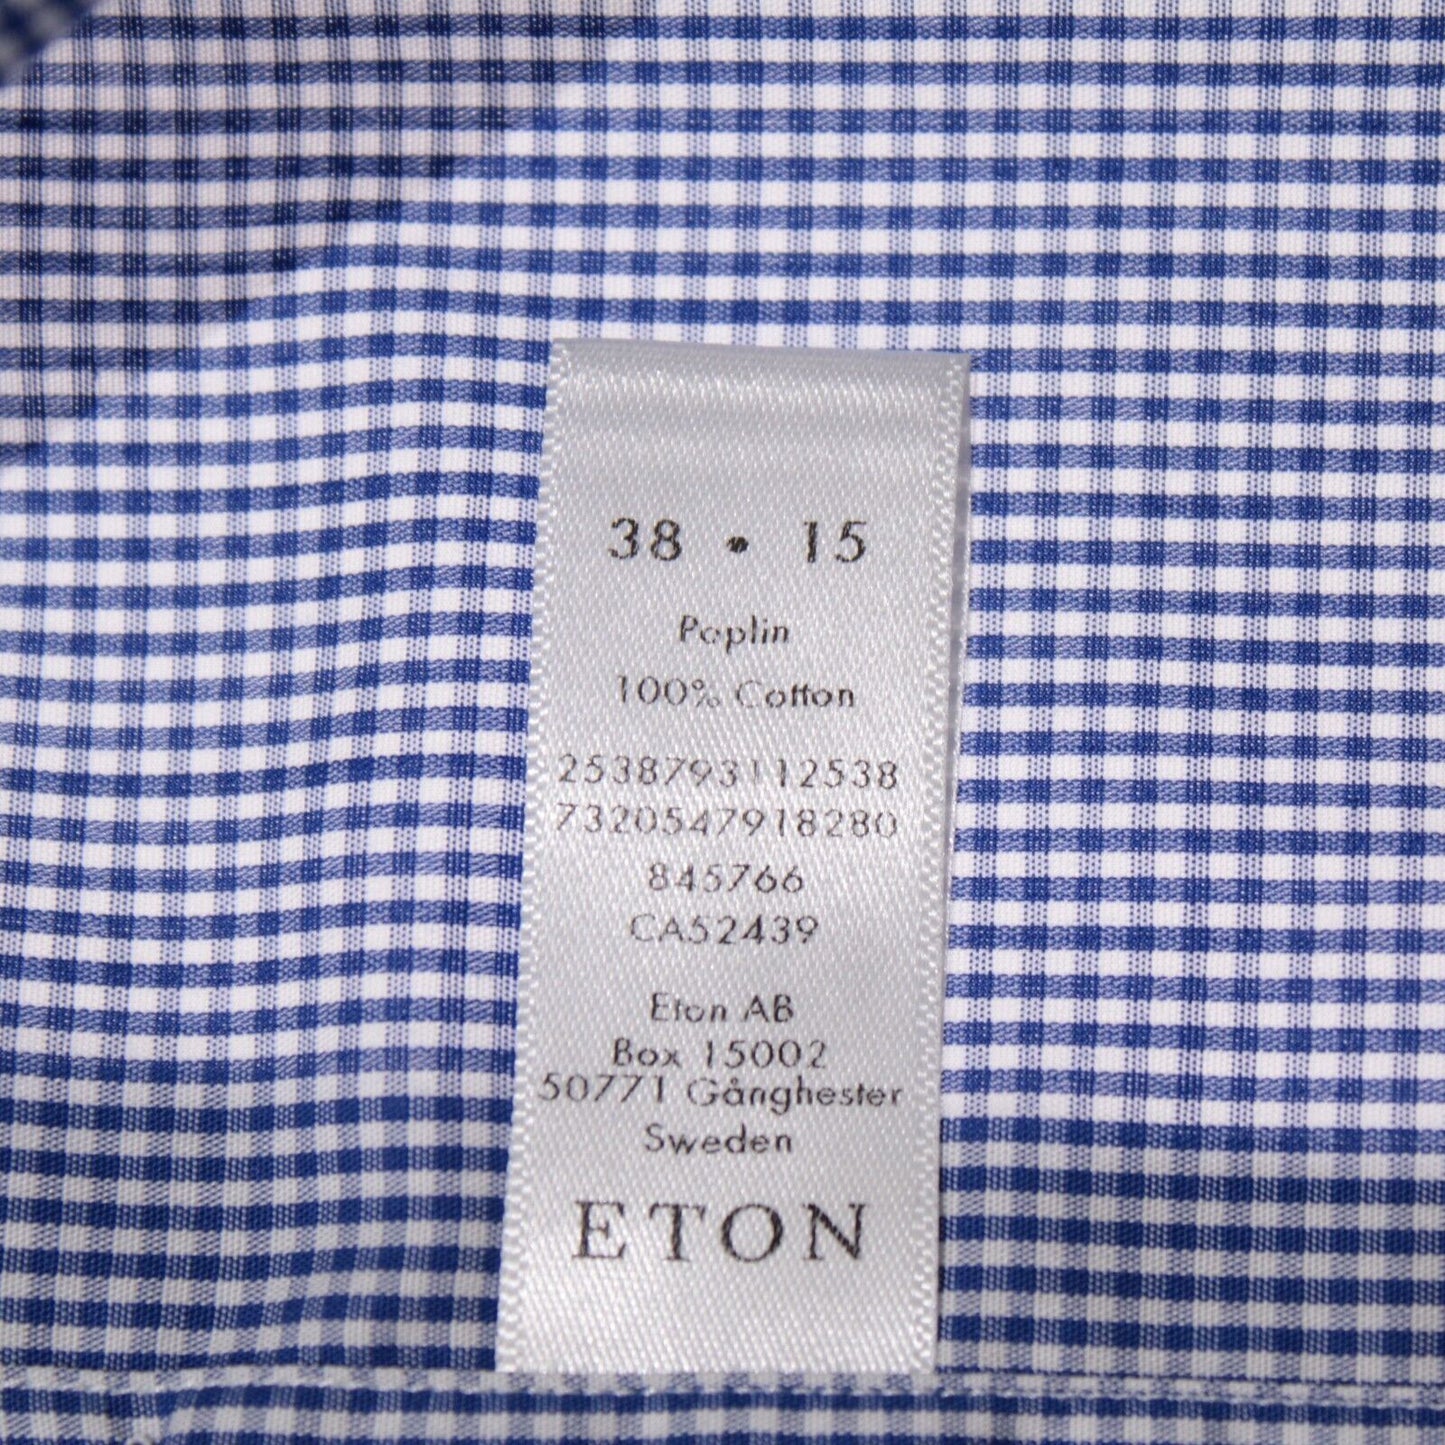 38 • 15
Poplin
100% Cotton
2538793112538
7320547918280
845766
CA52439
Eton AB
Box 15002
50771 Gånghester
Sweden
ETON